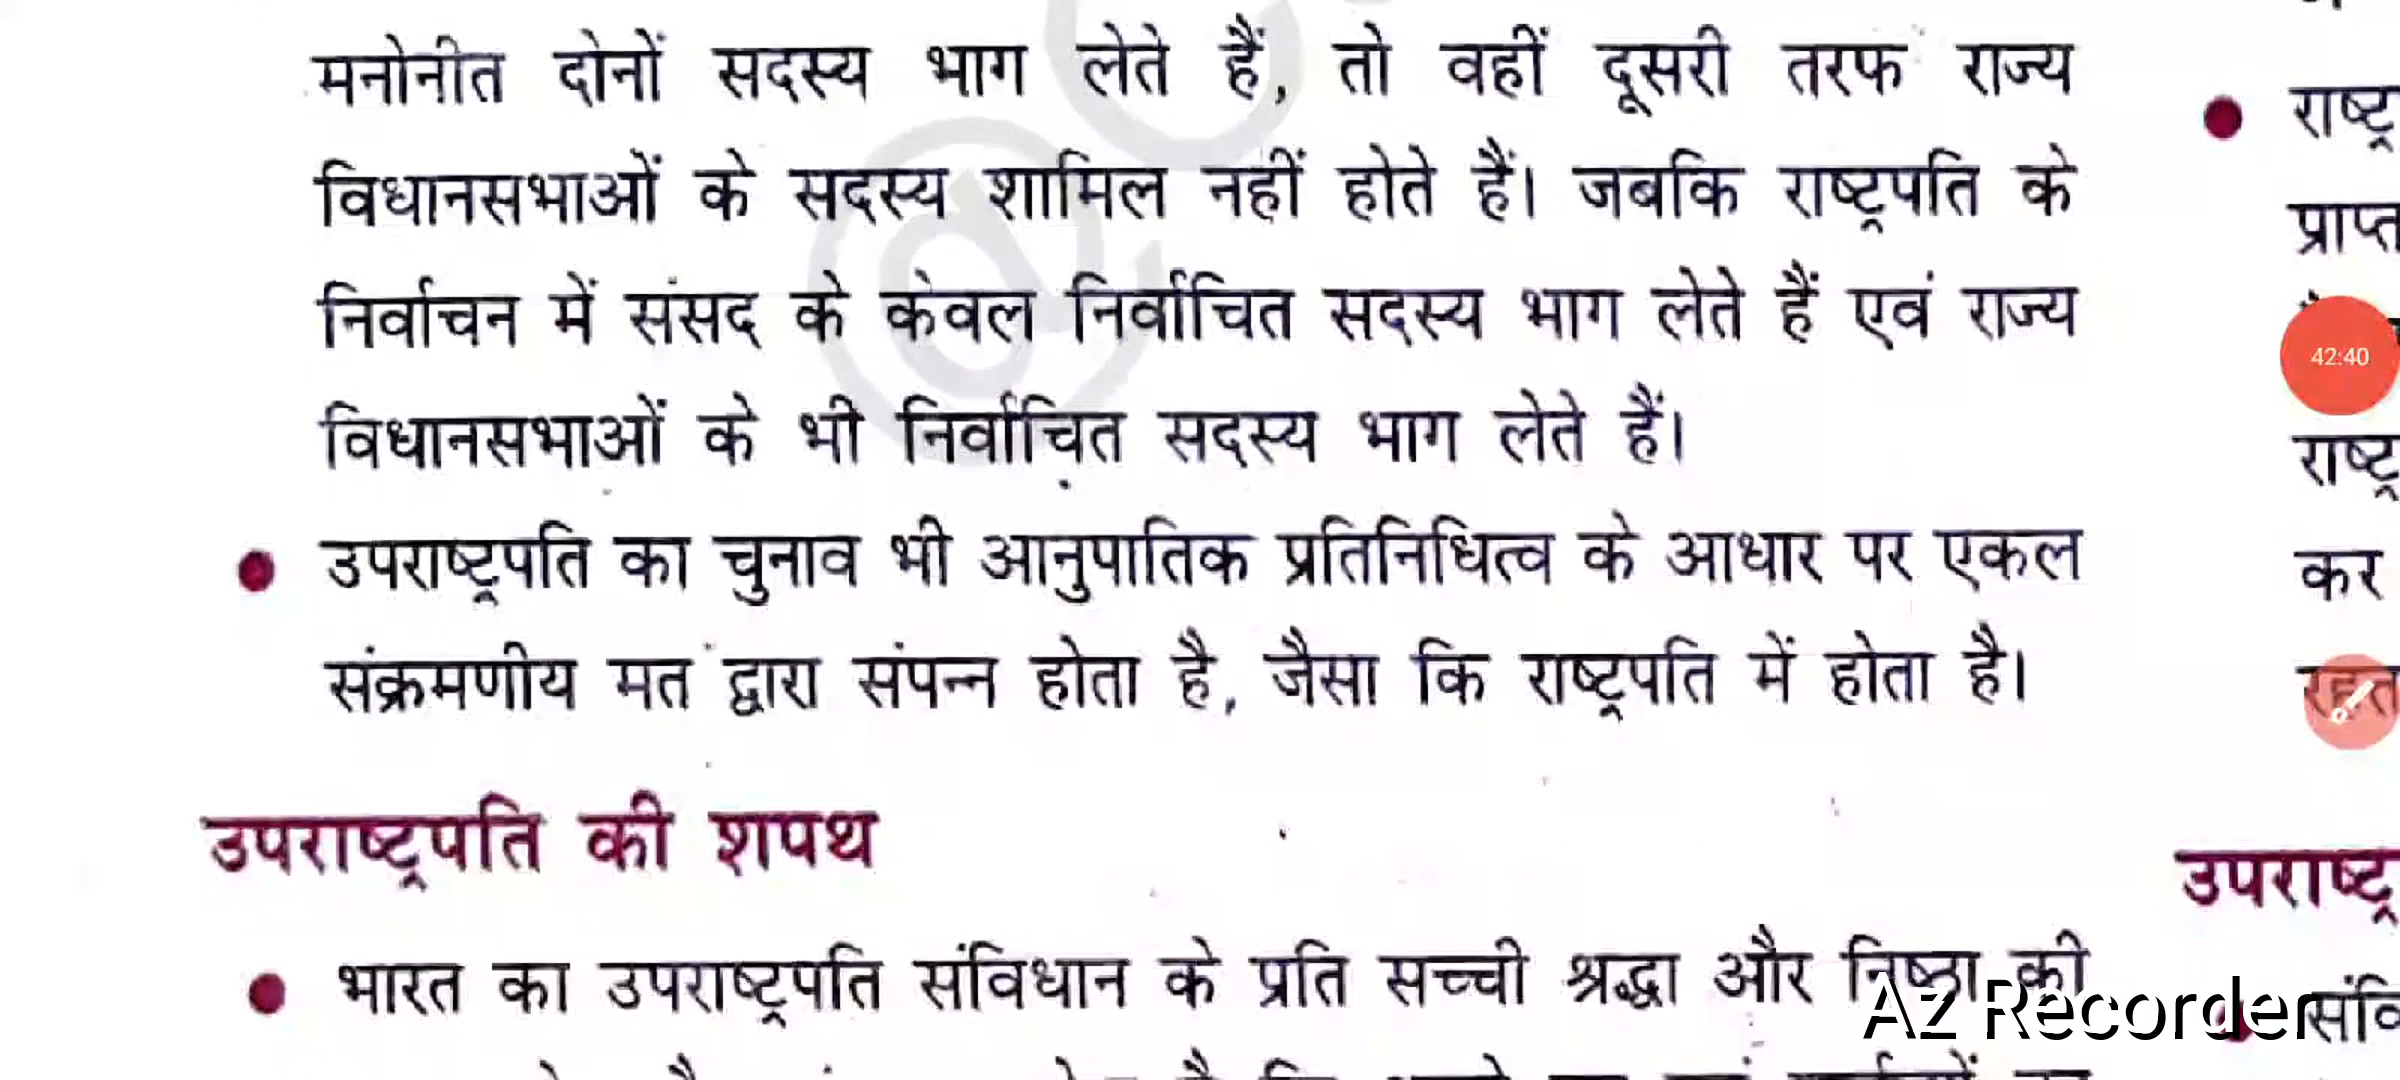 मनोनीत दोनों सदस्य भाग लेते हैं, तो वहीं दूसरी तरफ राज्य
विधानसभाओं के सदस्य शामिल नहीं होते हैं। जबकि राष्ट्रपति के
निर्वाचन में संसद के केवल निर्वाचित सदस्य भाग लेते हैं एवं राज्य
विधानसभाओं के भी निर्वाचित सदस्य भाग लेते हैं।
● उपराष्ट्रपति का चुनाव भी आनुपातिक प्रतिनिधित्व के आधार पर एकल
संक्रमणीय मत द्वारा संपन्न होता है, जैसा कि राष्ट्रपति में होता है।
उपराष्ट्रपति की शपथ
● भारत का उपराष्ट्रपति संविधान के प्रति सच्ची श्रद्धा और निष्ठा की
● राष्ट्र
प्राप्त
42:40
राष्ट्र
कर
उपराष्ट्र
Az Recorder